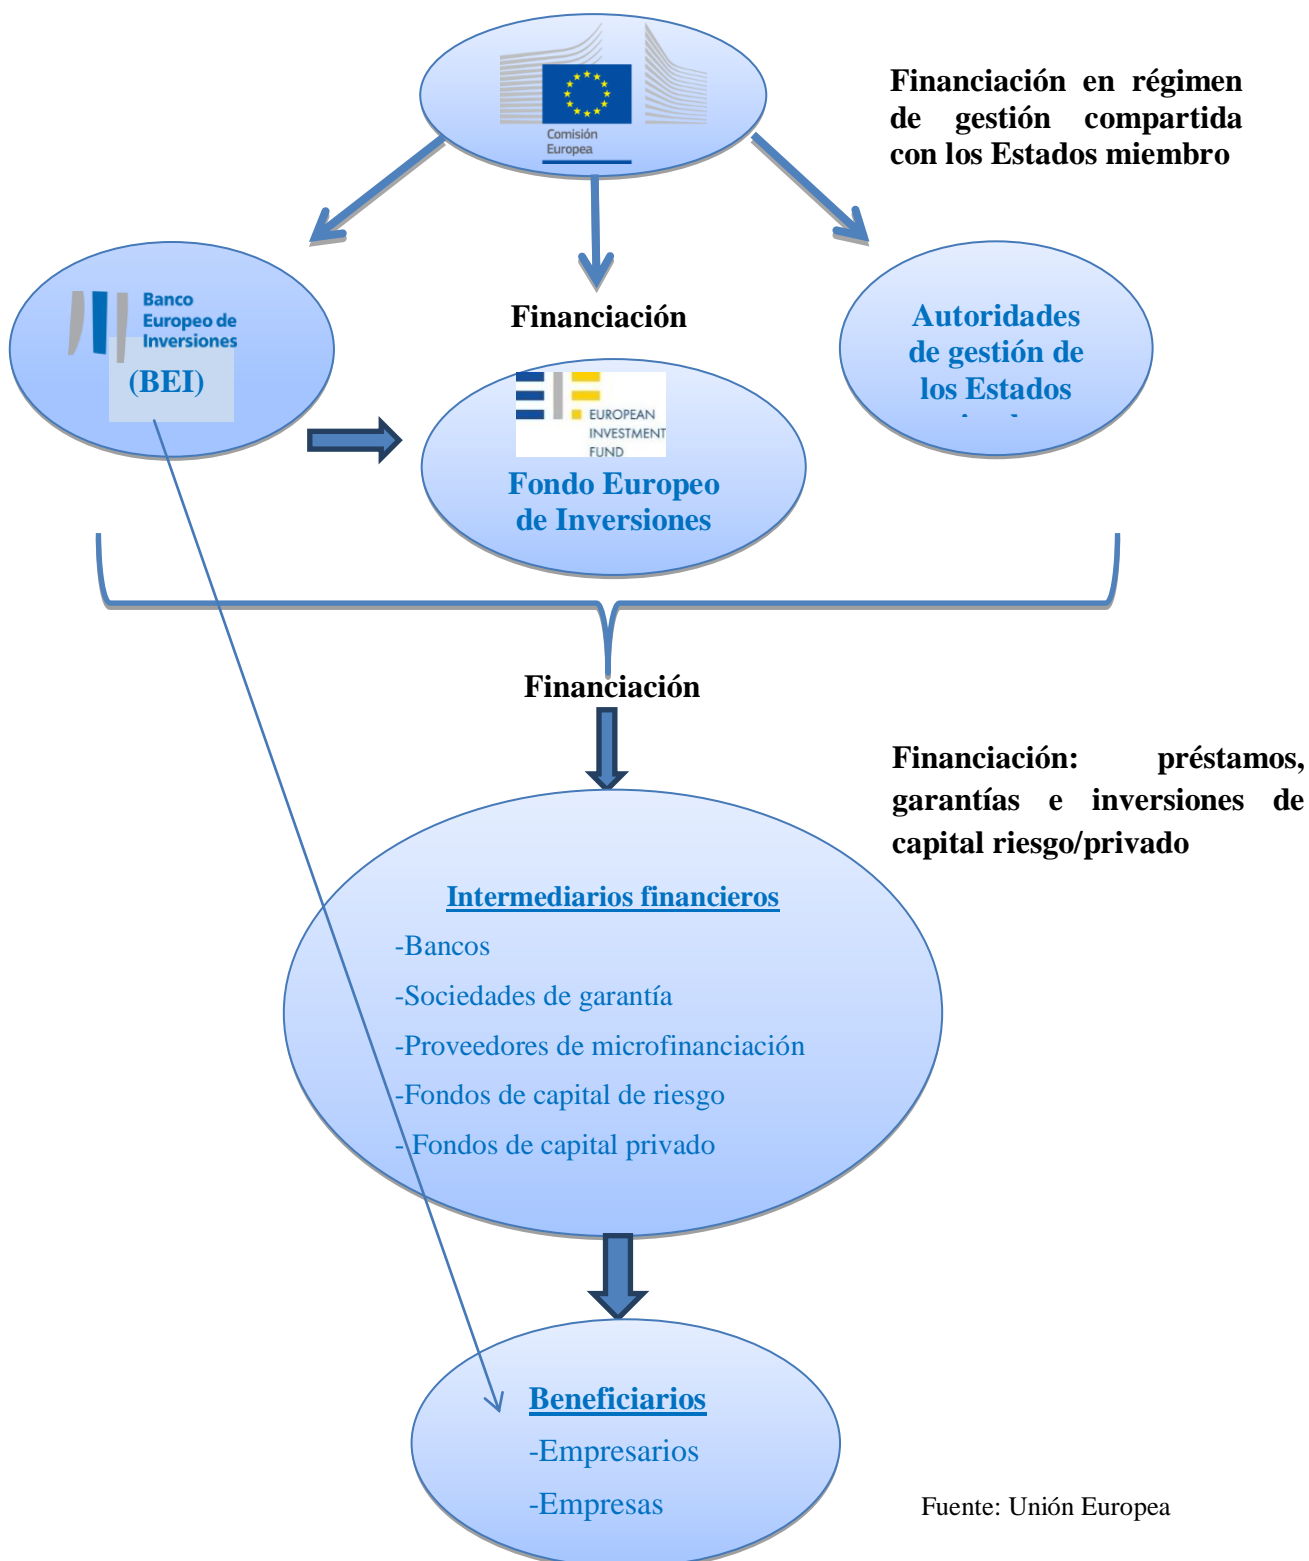 Comisión
Europea
Financiación en régimen
de gestión compartida
con los Estados miembro
Banco
Europeo de
Inversiones
(BEI)
Financiación
Autoridades
de gestión de
los Estados
EUROPEAN
INVESTMENT
FUND
Fondo Europeo
de Inversiones
Financiación
Financiación: préstamos,
garantías e inversiones de
capital riesgo/privado
Intermediarios financieros
-Bancos
-Sociedades de garantía
-Proveedores de microfinanciación
-Fondos de capital de riesgo
- Fondos de capital privado
Beneficiarios
-Empresarios
-Empresas
Fuente: Unión Europea